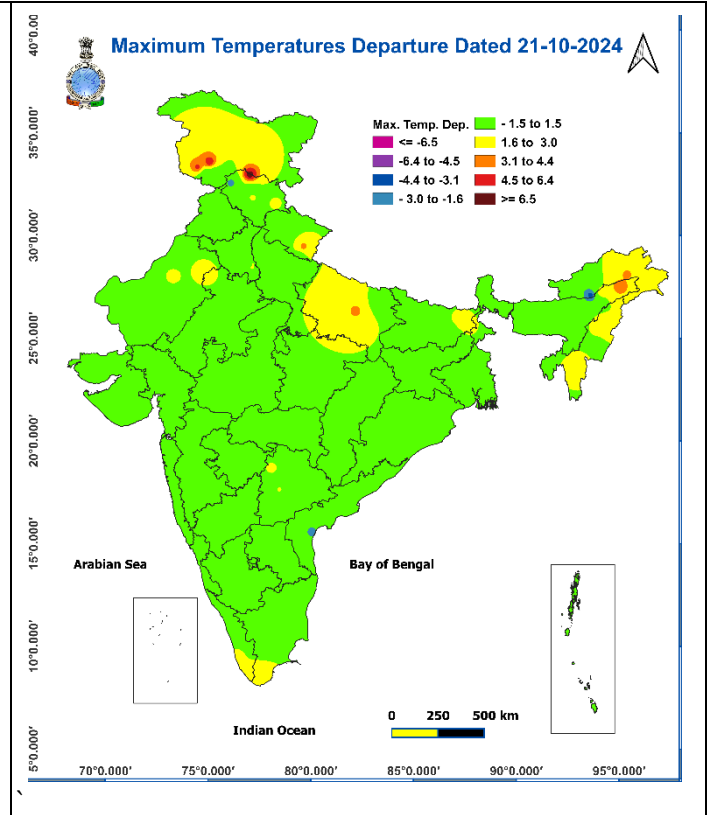 Maximum Temperatures Departure Dated 21-10-2024
Max. Temp. Dep.
<= -6.5
-6.4 to -4.5
-4.4 to -3.1
- 3.0 to -1.6
- 1.5 to 1.5
1.6 to 3.0
3.1 to 4.4
4.5 to 6.4
>= 6.5
40°0.00
35°0.000'
30°0.000'
25°0.000'
20°0.000'
15°0.000'
10°0.000'
5°0.000'
Arabian Sea
Bay of Bengal
Indian Ocean
0 250 500 km
70°0.000' 75°0.000' 80°0.000' 85°0.000' 90°0.000' 95°0.000'
`